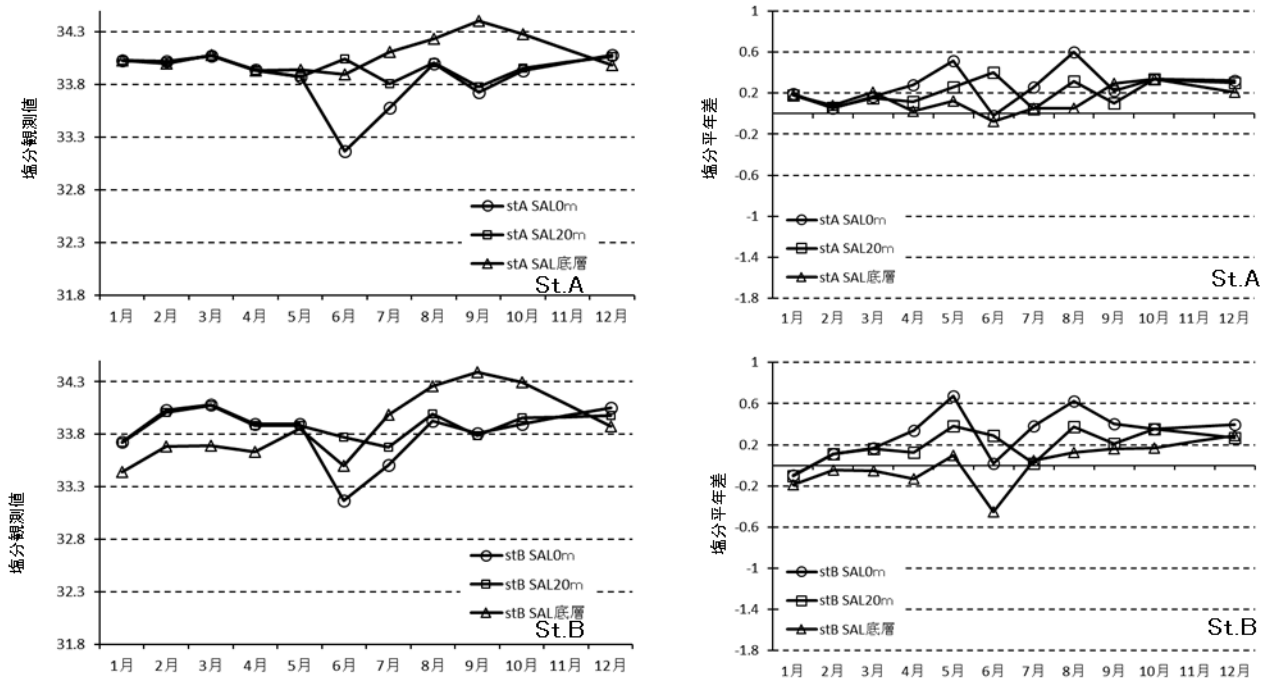 塩分観測値
34.3
33.8
33.3
32.8
32.3
31.8
stA SAL0m
stA SAL20m
stA SAL底層
St.A
1月 2月 3月 4月 5月 6月 7月 8月 9月 10月 12月
塩分平年差
1
0.6
0.2
-0.2
-0.6
-1
-1.4
-1.8
stA SAL0m
stA SAL20m
stA SAL底層
St.A
1月 2月 3月 4月 5月 6月 7月 8月 9月 10月 11月 12月
塩分観測値
34.3
33.8
33.3
32.8
32.3
31.8
stB SAL0m
stB SAL20m
stB SAL底層
St.B
1月 2月 3月 4月 5月 6月 7月 8月 9月 10月 12月
塩分平年差
1
0.6
0.2
-0.2
-0.6
-1
-1.4
-1.8
stB SAL0m
stB SAL20m
stB SAL底層
St.B
1月 2月 3月 4月 5月 6月 7月 8月 9月 10月 11月 12月